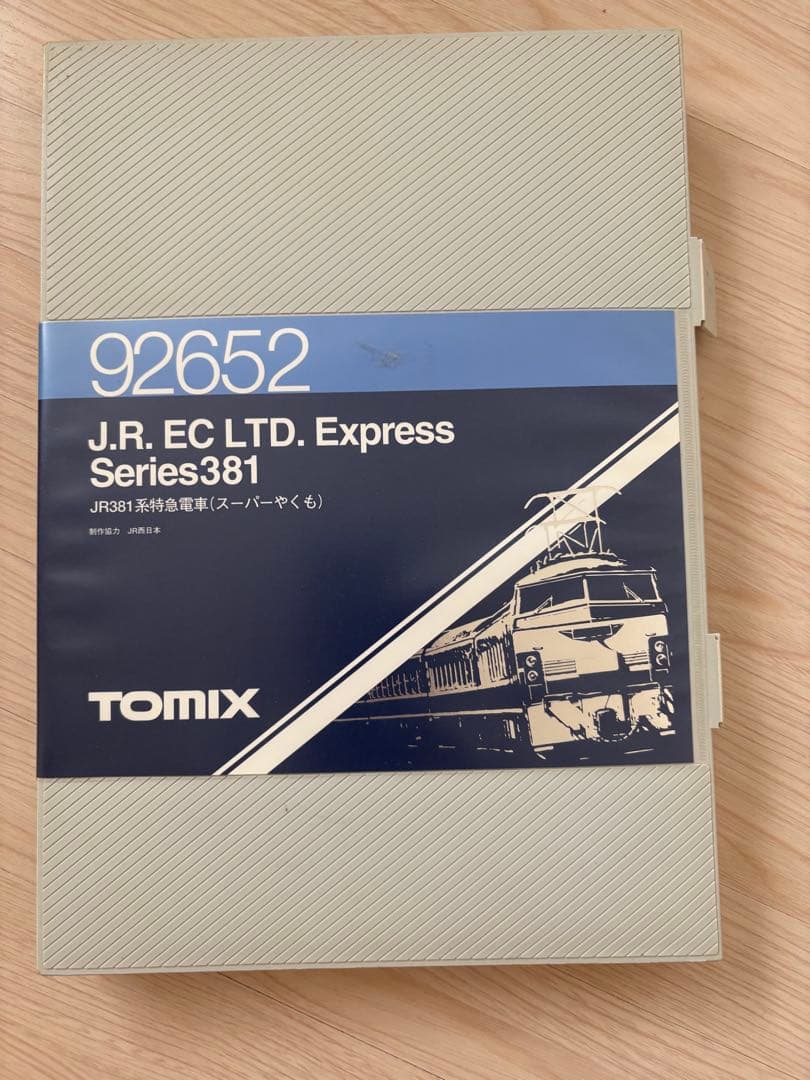 92652
J.R. EC LTD. Express
Series381
JR381系特急電車(スーパーやくも)
制作協力 JR西日本
TOMIX